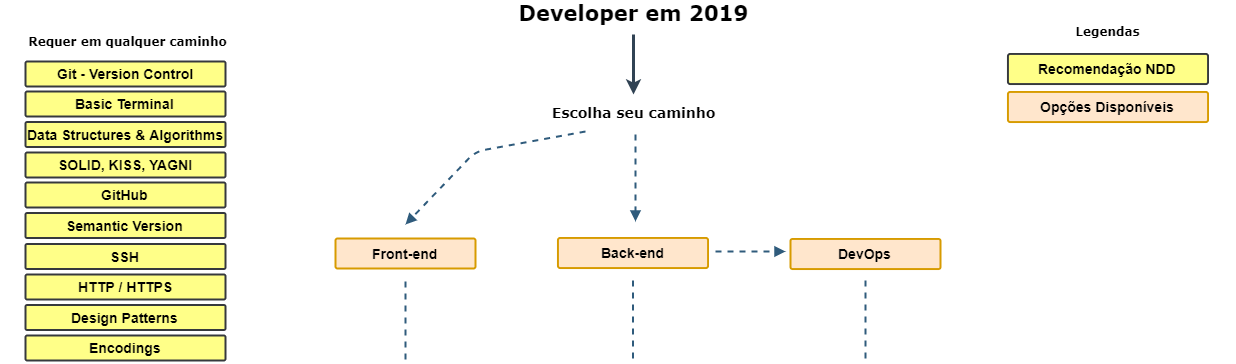 Developer em 2019
Requer em qualquer caminho
Git - Version Control
Basic Terminal
Data Structures & Algorithms
SOLID, KISS, YAGNI
GitHub
Semantic Version
SSH
HTTP / HTTPS
Design Patterns
Encodings
Escolha seu caminho
Front-end
Back-end
DevOps
Legendas
Recomendação NDD
Opções Disponíveis